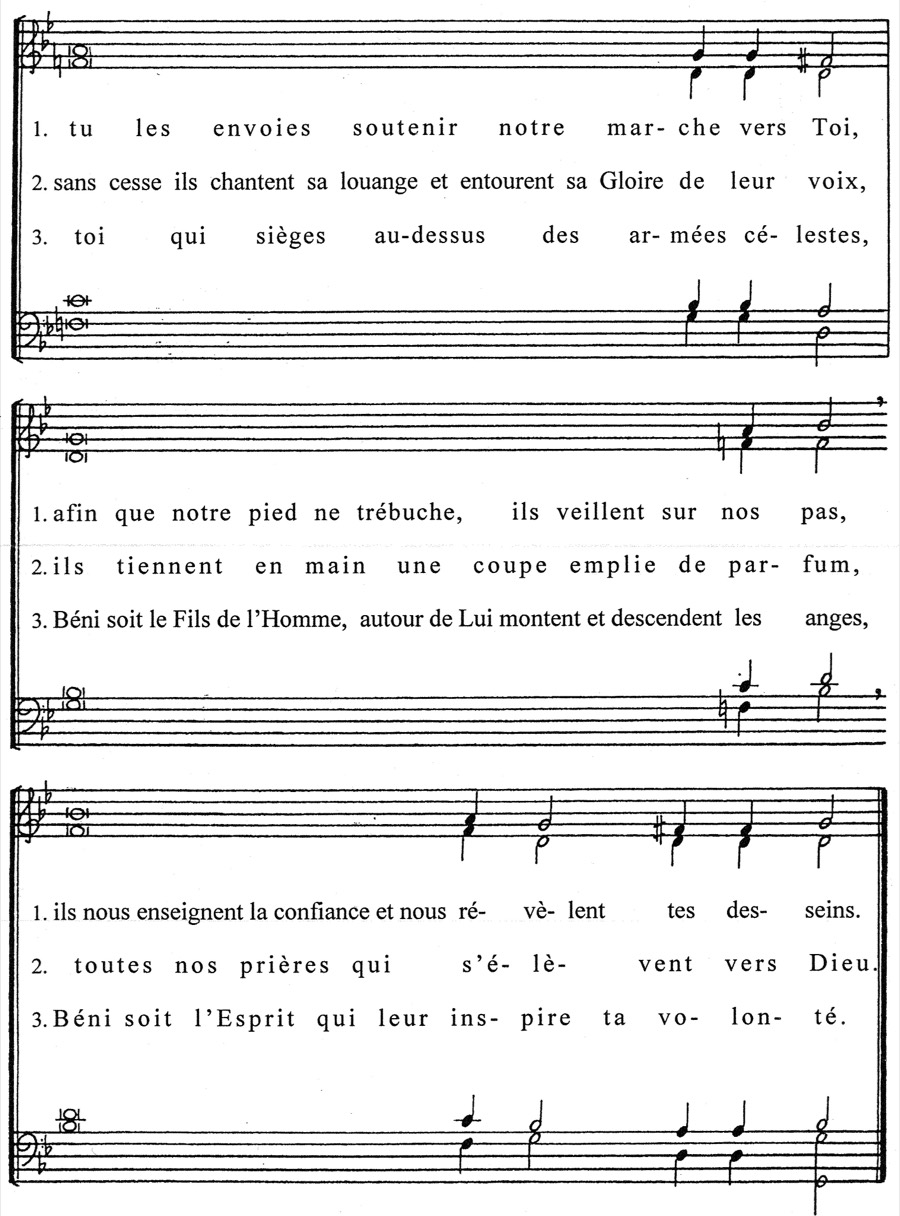 1. tu les envoies soutenir notre mar- che vers Toi,
2. sans cesse ils chantent sa louange et entourent sa Gloire de leur voix,
3. toi qui sièges au-dessus des ar- mées cé- lestes,
1. afin que notre pied ne trébuche, ils veillent sur nos pas,
2. ils tiennent en main une coupe emplie de par- fum,
3. Béni soit le Fils de l’Homme, autour de Lui montent et descendent les anges,
1. ils nous enseignent la confiance et nous ré- vè- lent tes des- seins.
2. toutes nos prières qui s’é- lè- vent vers Dieu.
3. Béni soit l’Esprit qui leur ins- pire ta vo- lon- té.